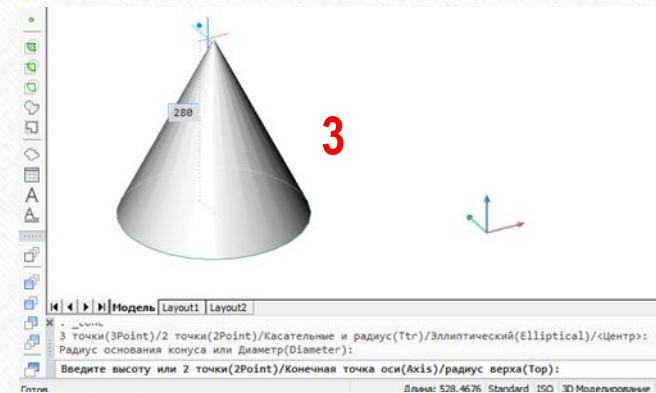 280
3
Модель Layout1 Layout2
: _cone
3 точки(3Point)/2 точки(2Point)/Касательные и радиус(Ttr)/Эллиптический(Elliptical)/<Центр>:
Радиус основания конуса или Диаметр(Diameter):
Введите высоту или 2 точки(2Point)/Конечная точка оси(Axis)/радиус верха(Top):
Готов
Длина: 528.4676 Standard ISO 3D Моделирование